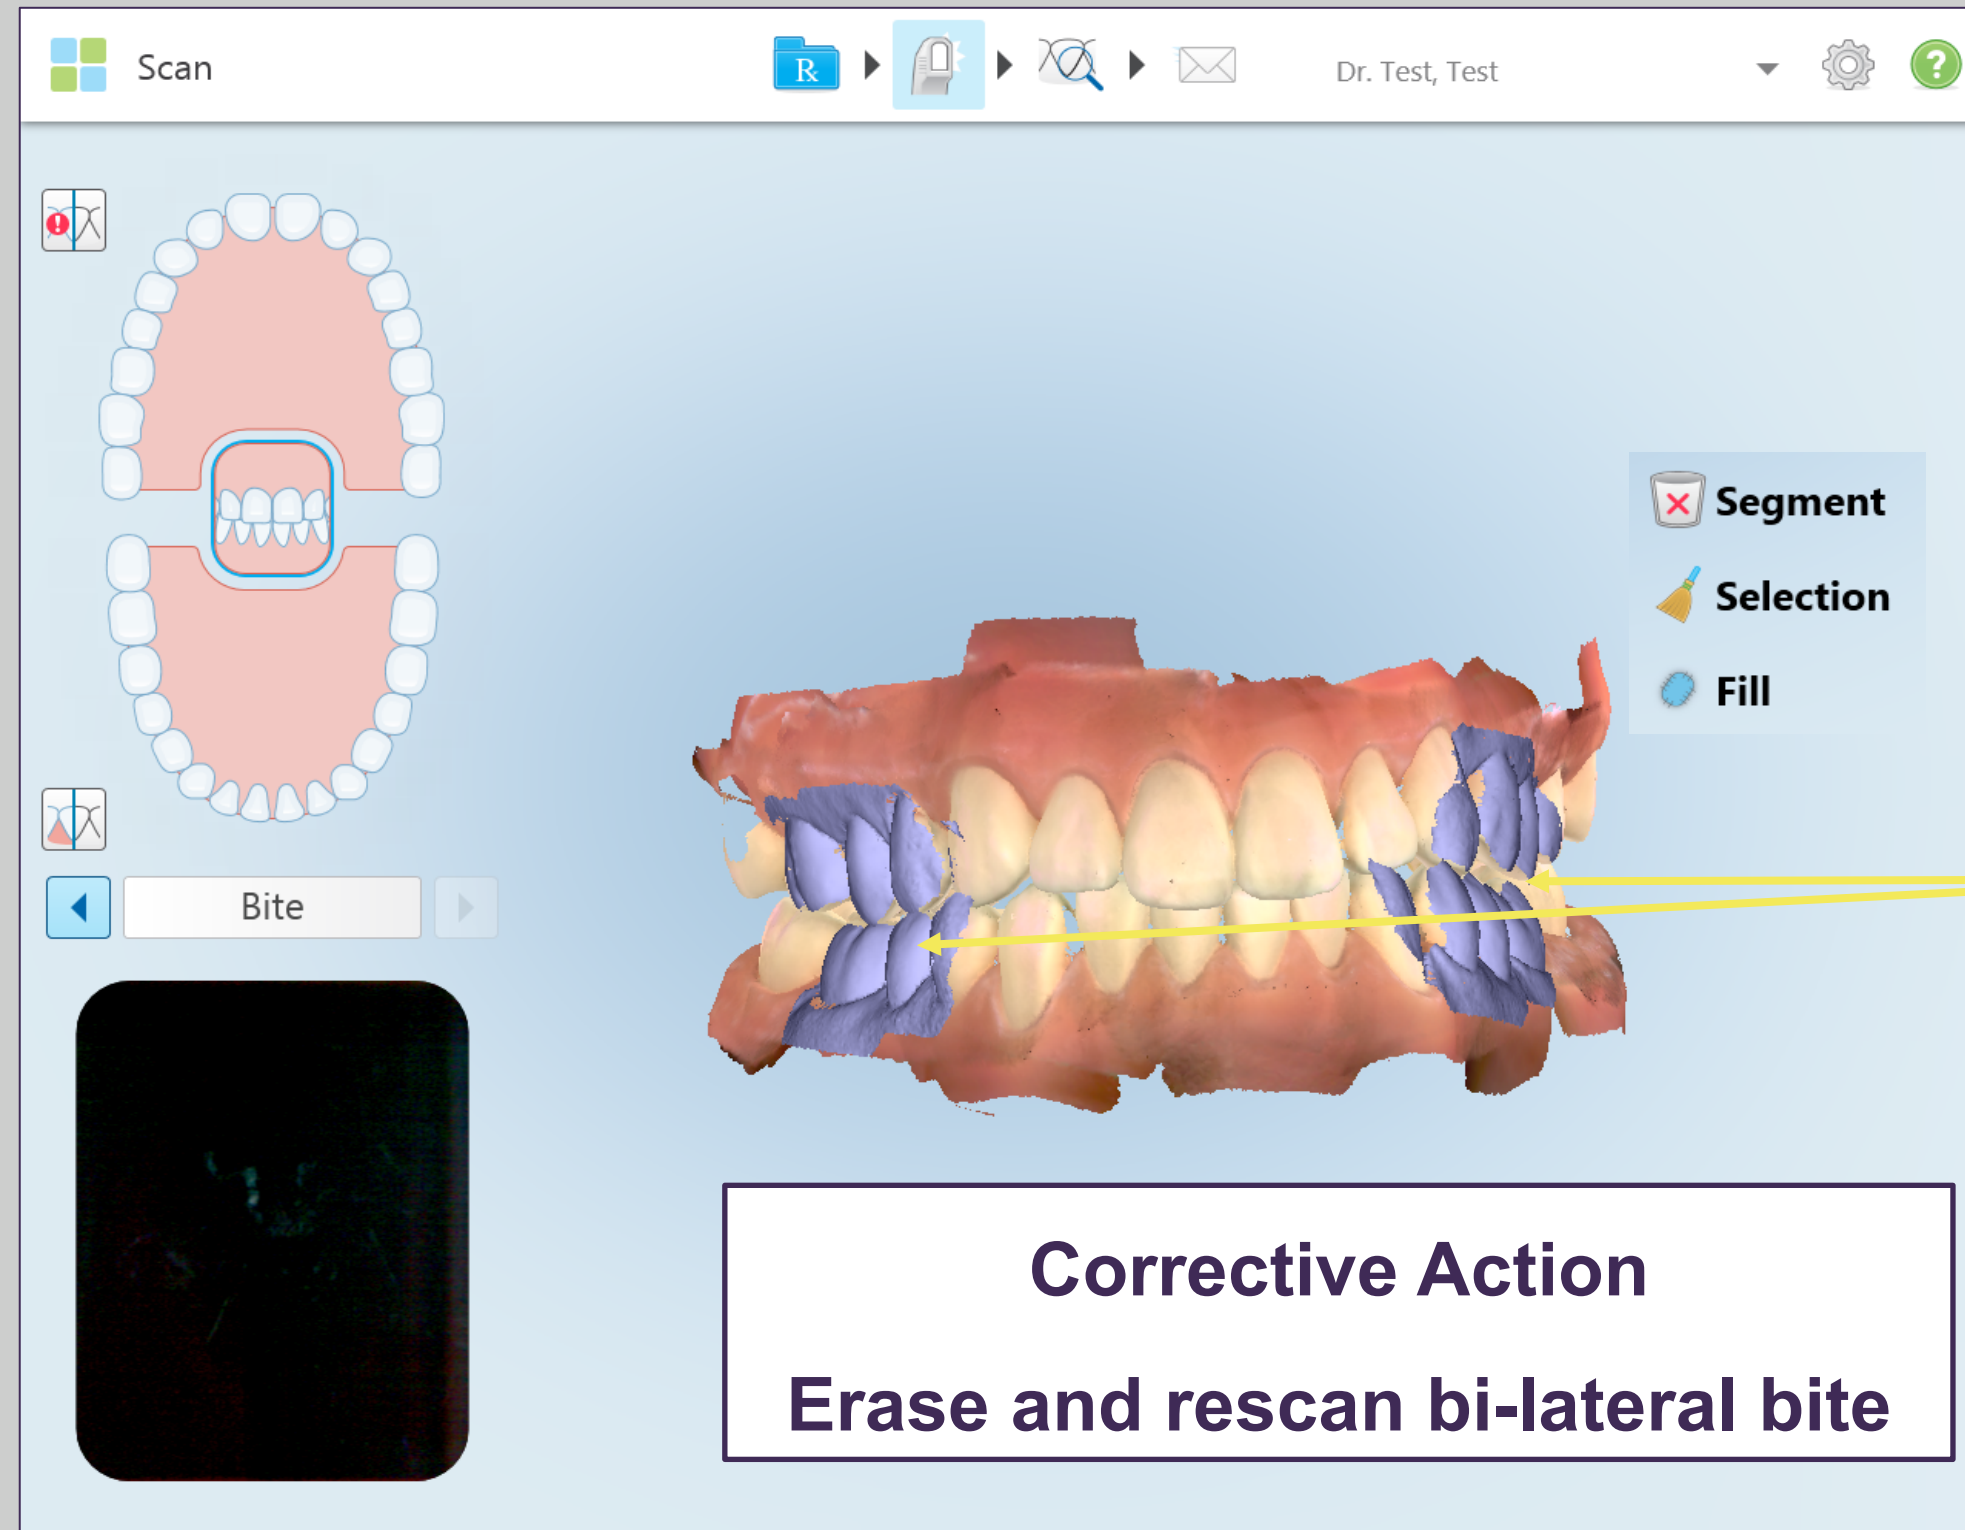 Scan
R
Dr. Test, Test
?
!
Segment
Selection
Fill
Bite
Corrective Action
Erase and rescan bi-lateral bite